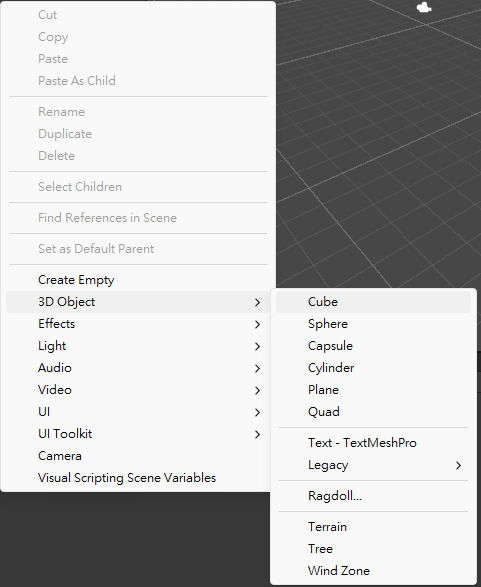 Cut
Copy
Paste
Paste As Child
Rename
Duplicate
Delete
Select Children
Find References in Scene
Set as Default Parent
Create Empty
3D Object
Effects
Light
Audio
Video
UI
UI Toolkit
Camera
Visual Scripting Scene Variables
Cube
Sphere
Capsule
Cylinder
Plane
Quad
Text - TextMeshPro
Legacy
Ragdoll...
Terrain
Tree
Wind Zone